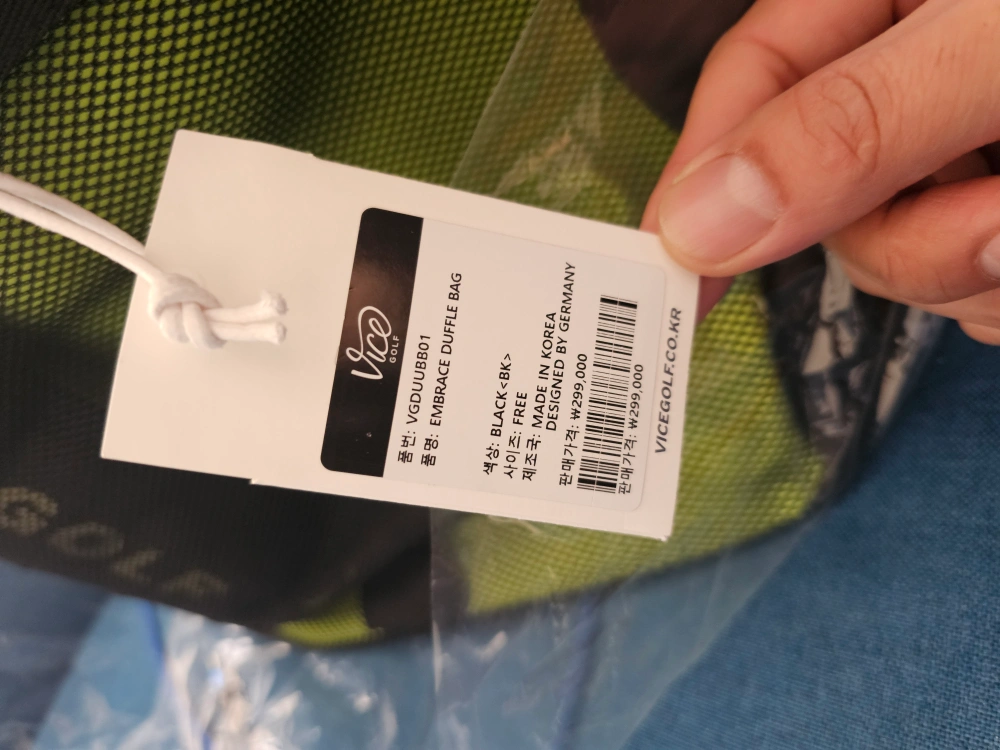 Vice
GOLF
품번: VGDUUBB01
품명: EMBRACE DUFFLE BAG
색상: BLACK<BK>
사이즈: FREE
제조국: MADE IN KOREA
DESIGNED BY GERMANY
판매가격: ₩299,000
판매가격: ₩299,000
VICEGOLF.CO.KR
GOLF